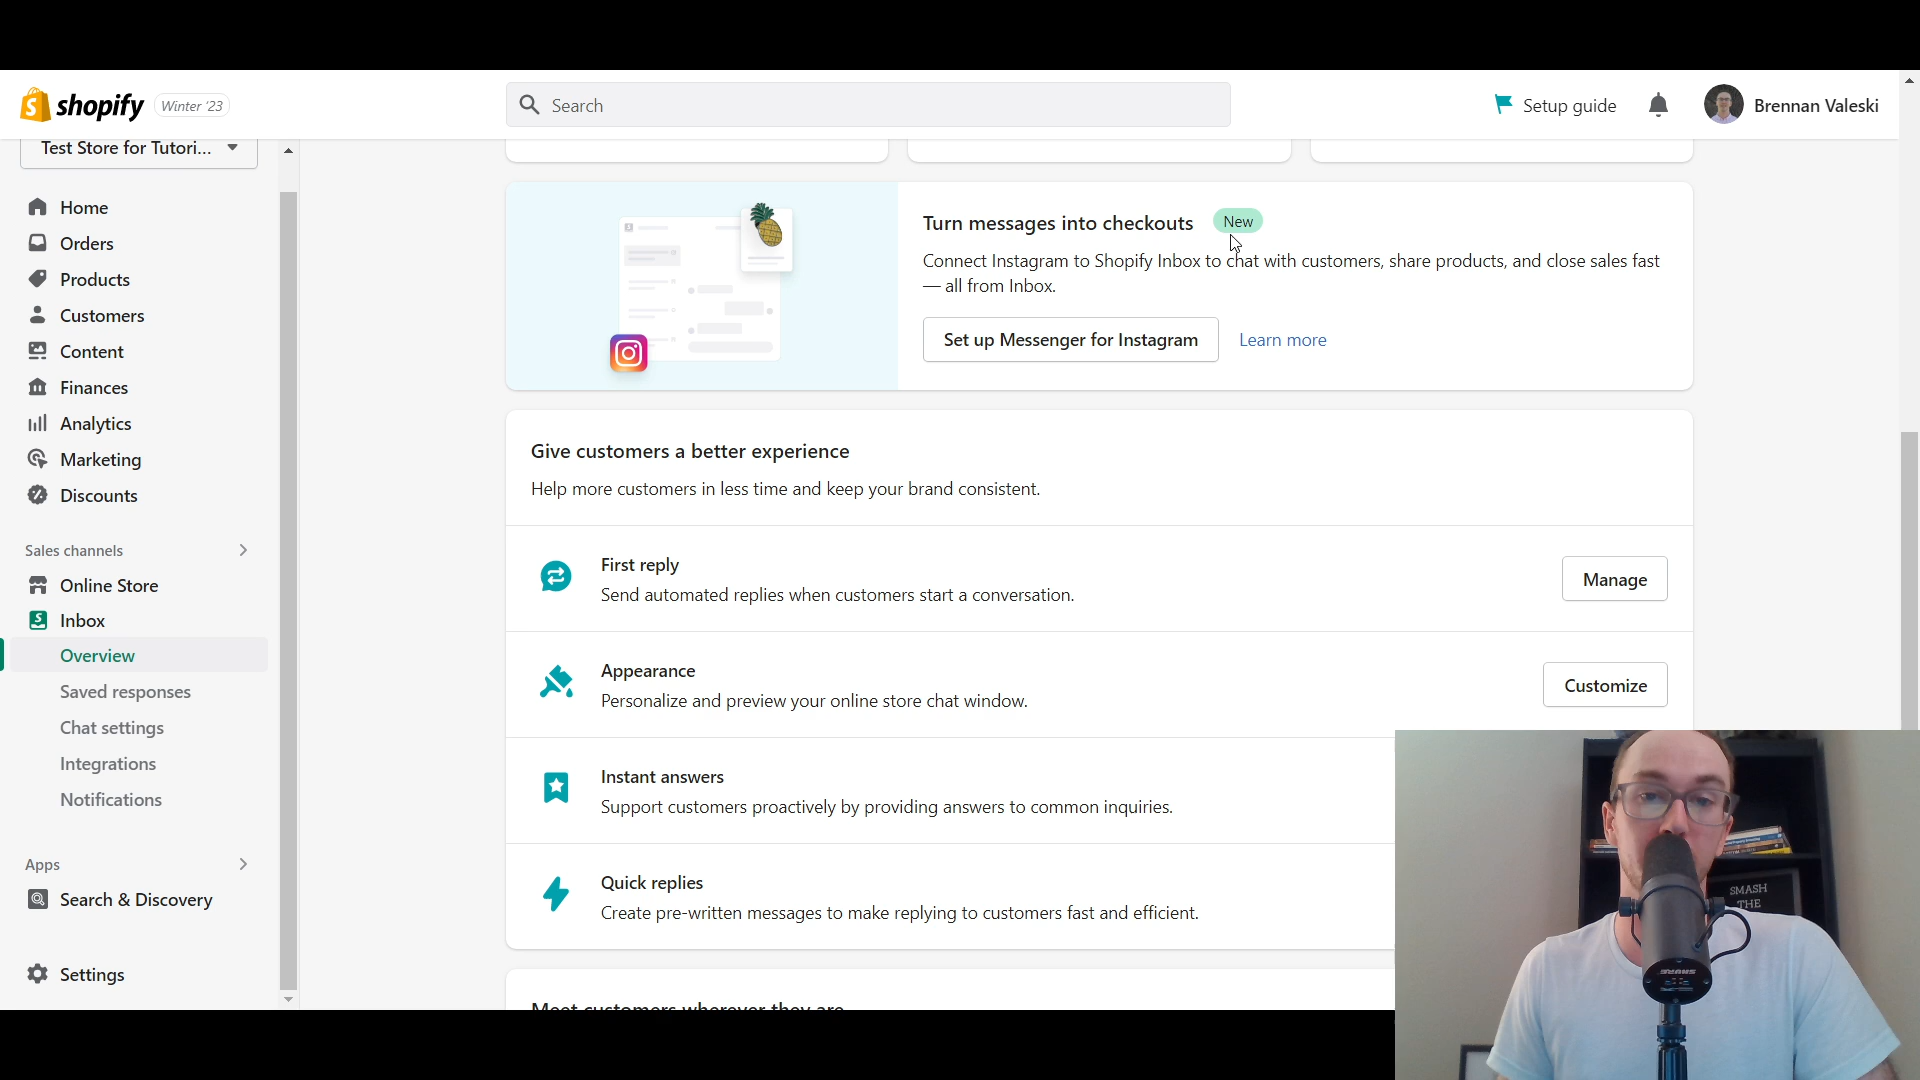 shopify Winter '23
Search
Setup guide
Brennan Valeski
Test Store for Tutori...
Home
Orders
Products
Customers
Content
Finances
Analytics
Marketing
Discounts
Sales channels
Online Store
Inbox
Overview
Saved responses
Chat settings
Integrations
Notifications
Apps
Search & Discovery
Settings
Turn messages into checkouts New
Connect Instagram to Shopify Inbox to chat with customers, share products, and close sales fast
— all from Inbox.
Set up Messenger for Instagram Learn more
Give customers a better experience
Help more customers in less time and keep your brand consistent.
First reply
Send automated replies when customers start a conversation.
Manage
Appearance
Personalize and preview your online store chat window.
Customize
Instant answers
Support customers proactively by providing answers to common inquiries.
Quick replies
Create pre-written messages to make replying to customers fast and efficient.
Meet customers wherever they are
SMASH
THE
SHURE